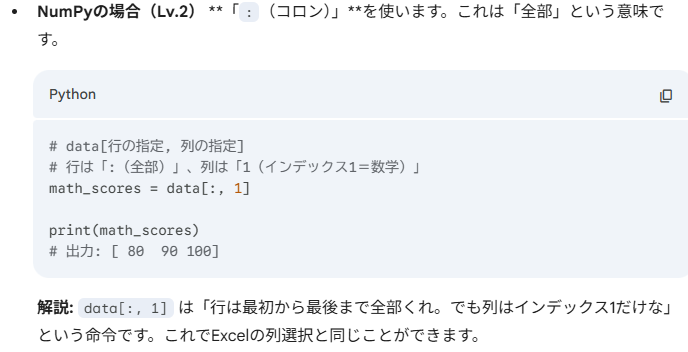 • NumPyの場合（Lv.2） **「 : （コロン）」**を使います。これは「全部」という意味で
す。
Python
# data[行の指定, 列の指定]
# 行は「:（全部）」、列は「1（インデックス1＝数学）」
math_scores = data[:, 1]
print(math_scores)
# 出力: [ 80  90 100]
解説: data[:, 1] は「行は最初から最後まで全部くれ。でも列はインデックス1だけな」
という命令です。これでExcelの列選択と同じことができます。